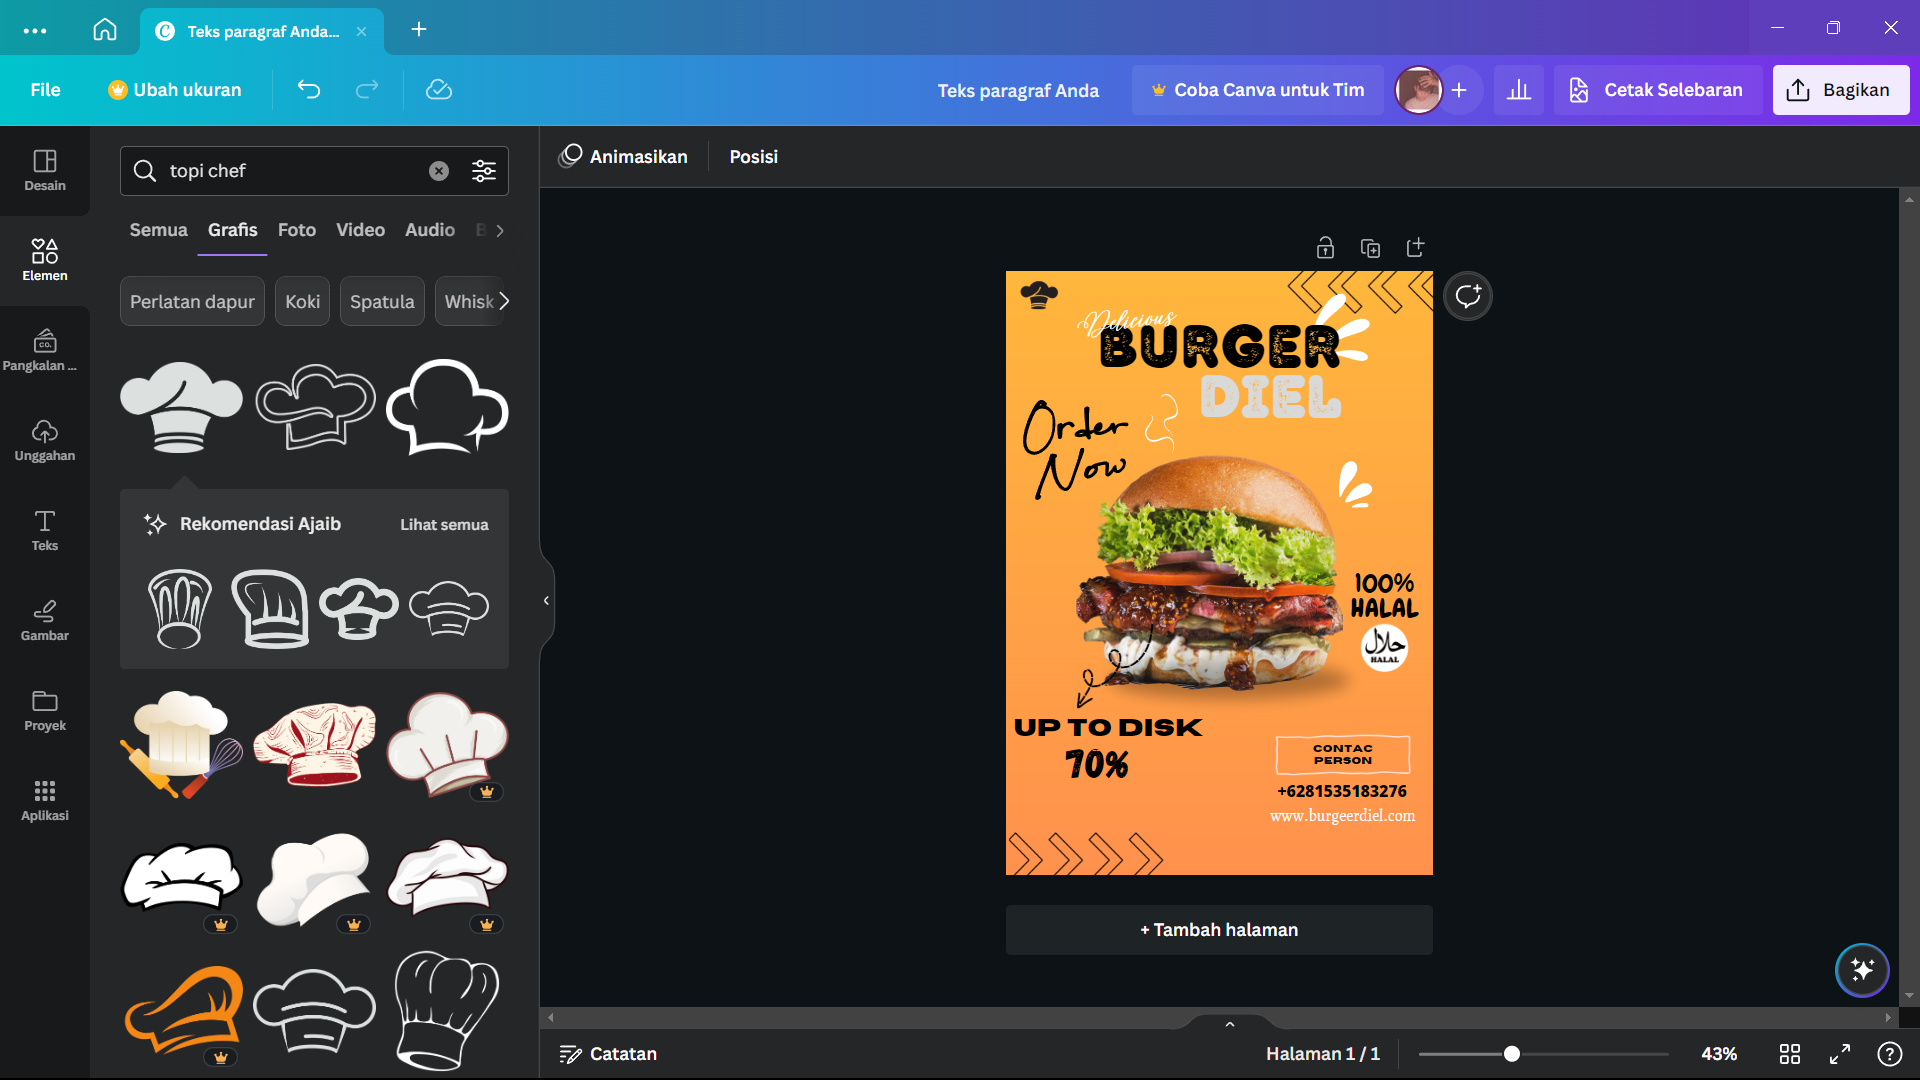 Teks paragraf Anda...
File
Ubah ukuran
Teks paragraf Anda
Coba Canva untuk Tim
Cetak Selebaran
Bagikan
Desain
Elemen
Pangkalan ...
Unggahan
Teks
Gambar
Proyek
Aplikasi
topi chef
Semua
Grafis
Foto
Video
Audio
Perlatan dapur
Koki
Spatula
Whisk
Rekomendasi Ajaib
Lihat semua
Animasikan
Posisi
Delicious
BURGER
DIEL
Order
Now
100%
HALAL
حلال
HALAL
UP TO DISK
70%
CONTAC
PERSON
+6281535183276
www.burgeerdiel.com
+ Tambah halaman
Catatan
Halaman 1 / 1
43%